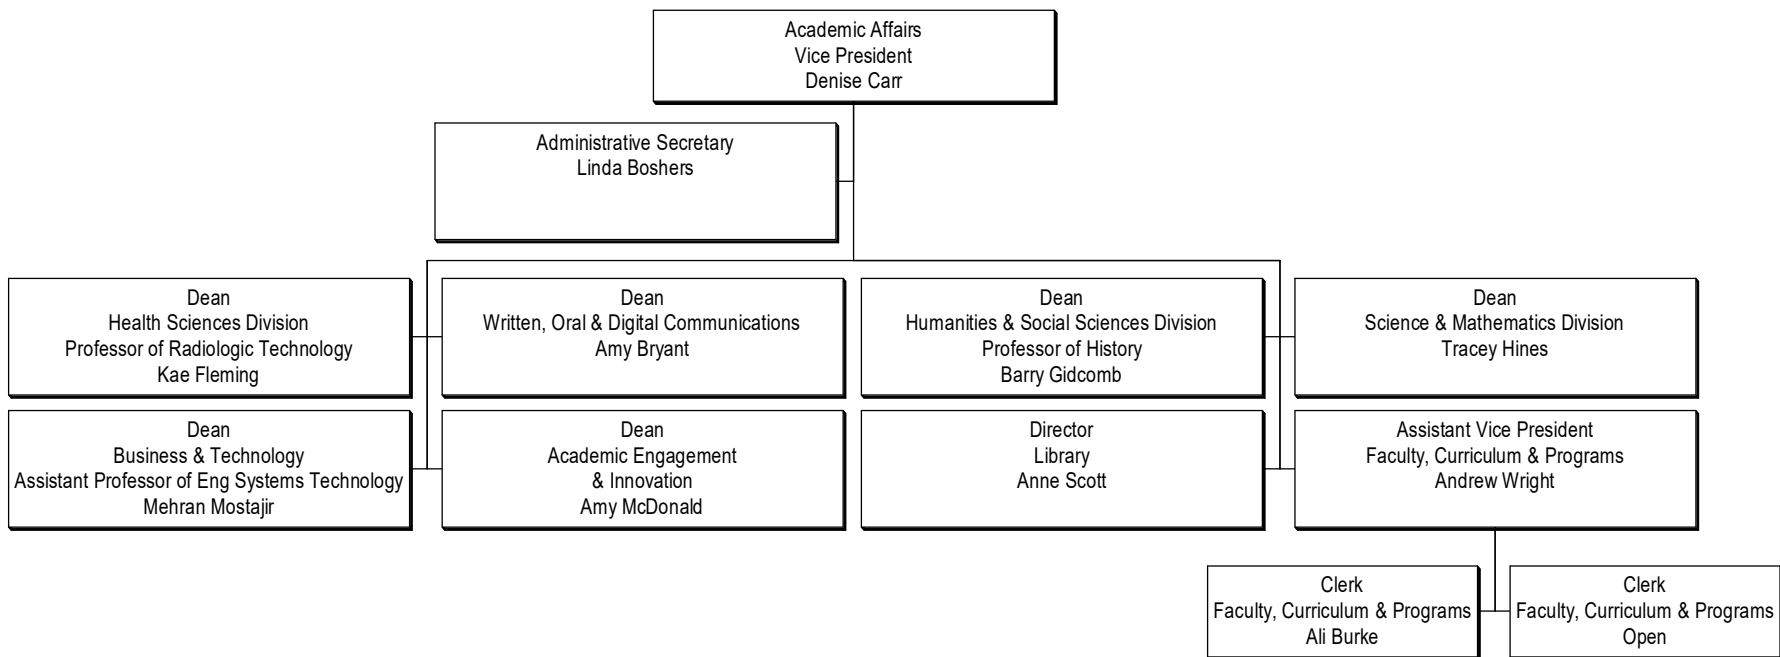 Academic Affairs
Vice President
Denise Carr
Administrative Secretary
Linda Boshers
Dean
Health Sciences Division
Professor of Radiologic Technology
Kae Fleming
Dean
Written, Oral & Digital Communications
Amy Bryant
Dean
Humanities & Social Sciences Division
Professor of History
Barry Gidcomb
Dean
Science & Mathematics Division
Tracey Hines
Dean
Business & Technology
Assistant Professor of Eng Systems Technology
Mehran Mostajir
Dean
Academic Engagement
& Innovation
Amy McDonald
Director
Library
Anne Scott
Assistant Vice President
Faculty, Curriculum & Programs
Andrew Wright
Clerk
Faculty, Curriculum & Programs
Ali Burke
Clerk
Faculty, Curriculum & Programs
Open